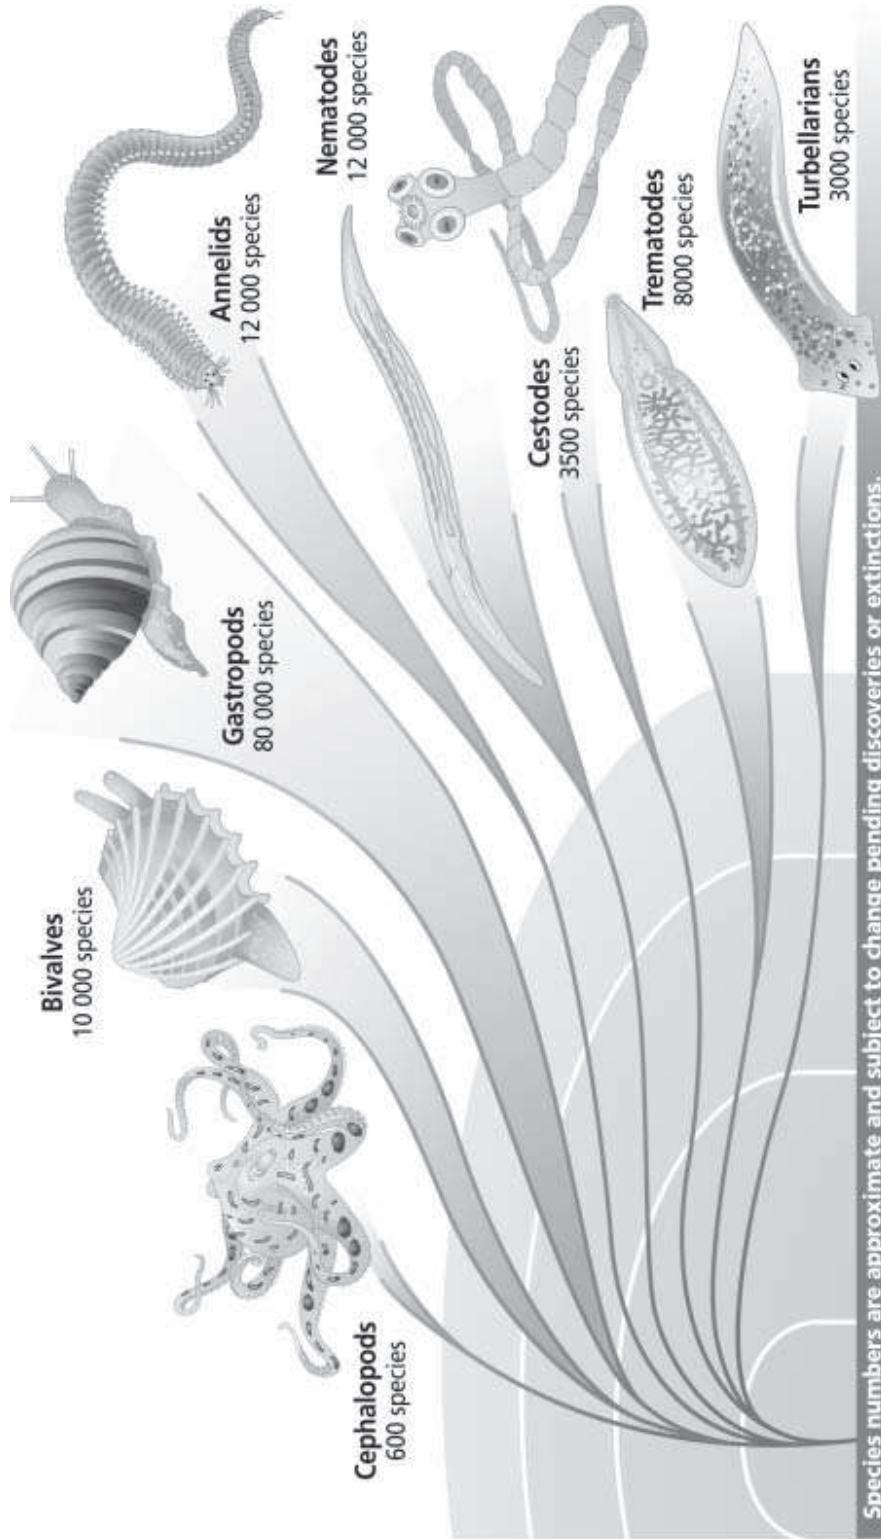 Cephalopods
600 species
Bivalves
10 000 species
Gastropods
80 000 species
Annelids
12 000 species
Nematodes
12 000 species
Cestodes
3500 species
Trematodes
8000 species
Turbellarians
3000 species
Species numbers are approximate and subject to change pending discoveries or extinctions.